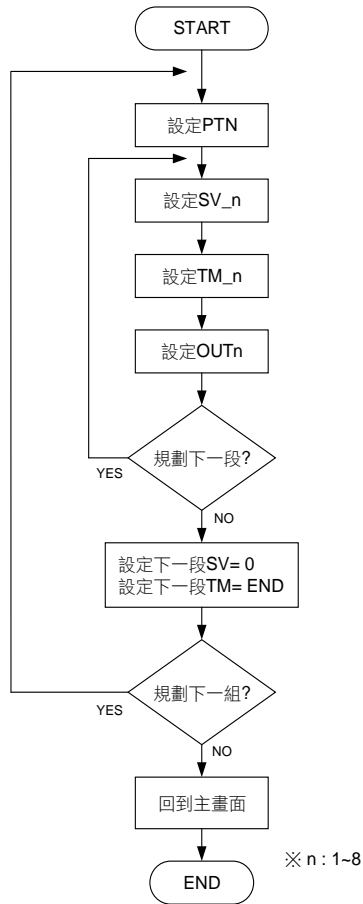 START
設定PTN
設定SV_n
設定TM_n
設定OUTn
規劃下一段?
YES
NO
設定下一段SV= 0
設定下一段TM= END
規劃下一組?
YES
NO
回到主畫面
※ n : 1~8
END